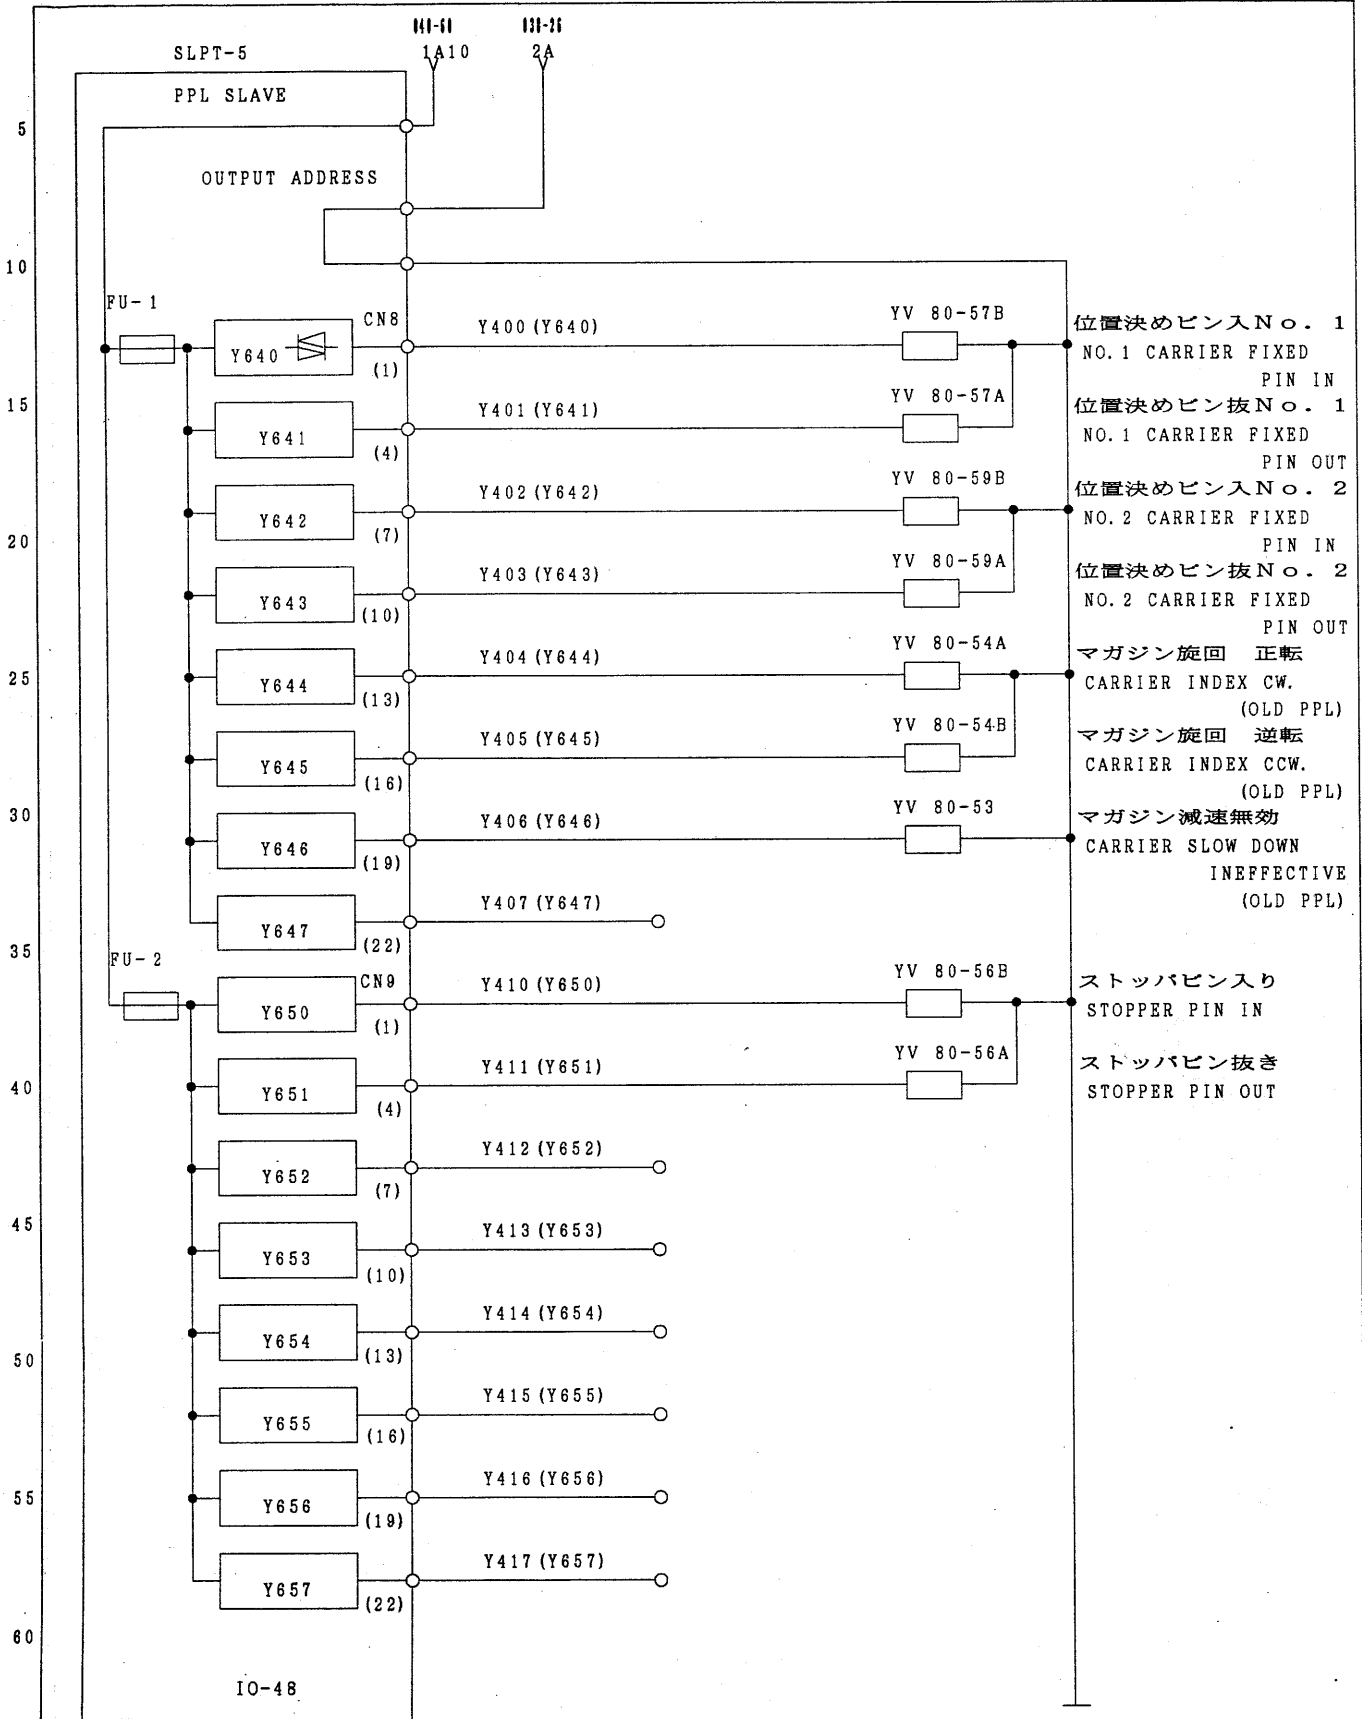 SLPT-5
1A10
2A
PPL SLAVE
5
OUTPUT ADDRESS
10
FU-1
CN8
Y640
(1)
Y400(Y640)
YV 80-57B
位置決めピン入No. 1
NO.1 CARRIER FIXED
PIN IN
15
Y641
(4)
Y401(Y641)
YV 80-57A
位置決めピン抜No. 1
NO.1 CARRIER FIXED
PIN OUT
Y642
(7)
Y402(Y642)
YV 80-59B
位置決めピン入No. 2
NO.2 CARRIER FIXED
PIN IN
20
Y643
(10)
Y403(Y643)
YV 80-59A
位置決めピン抜No. 2
NO.2 CARRIER FIXED
PIN OUT
25
Y644
(13)
Y404(Y644)
YV 80-54A
マガジン旋回 正転
CARRIER INDEX CW.
(OLD PPL)
Y645
(16)
Y405(Y645)
YV 80-54B
マガジン旋回 逆転
CARRIER INDEX CCW.
(OLD PPL)
30
Y646
(19)
Y406(Y646)
YV 80-53
マガジン減速無効
CARRIER SLOW DOWN
INEFFECTIVE
(OLD PPL)
Y647
(22)
Y407(Y647)
35
FU-2
CN9
Y650
(1)
Y410(Y650)
YV 80-56B
ストッパピン入り
STOPPER PIN IN
40
Y651
(4)
Y411(Y651)
YV 80-56A
ストッパピン抜き
STOPPER PIN OUT
Y652
(7)
Y412(Y652)
45
Y653
(10)
Y413(Y653)
50
Y654
(13)
Y414(Y654)
Y655
(16)
Y415(Y655)
55
Y656
(19)
Y416(Y656)
Y657
(22)
Y417(Y657)
60
IO-48